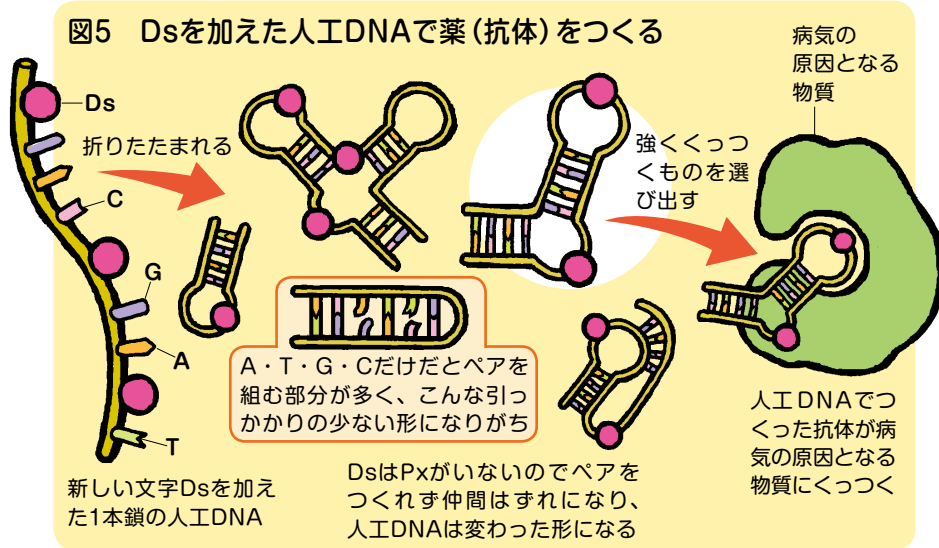 図5 Dsを加えた人工DNAで薬(抗体)をつくる
Ds
折りたたまれる
C
G
A
T
新しい文字Dsを加え
た1本鎖の人工DNA
A・T・G・Cだけだとペアを
組む部分が多く、こんな引っ
かかりの少ない形になりがち
DsはPxがいないのでペアを
つくれず仲間はずれになり、
人工DNAは変わった形になる
強くくっつ
くものを選
び出す
病気の
原因となる
物質
人工DNAでつ
くった抗体が病
気の原因となる
物質にくっつく